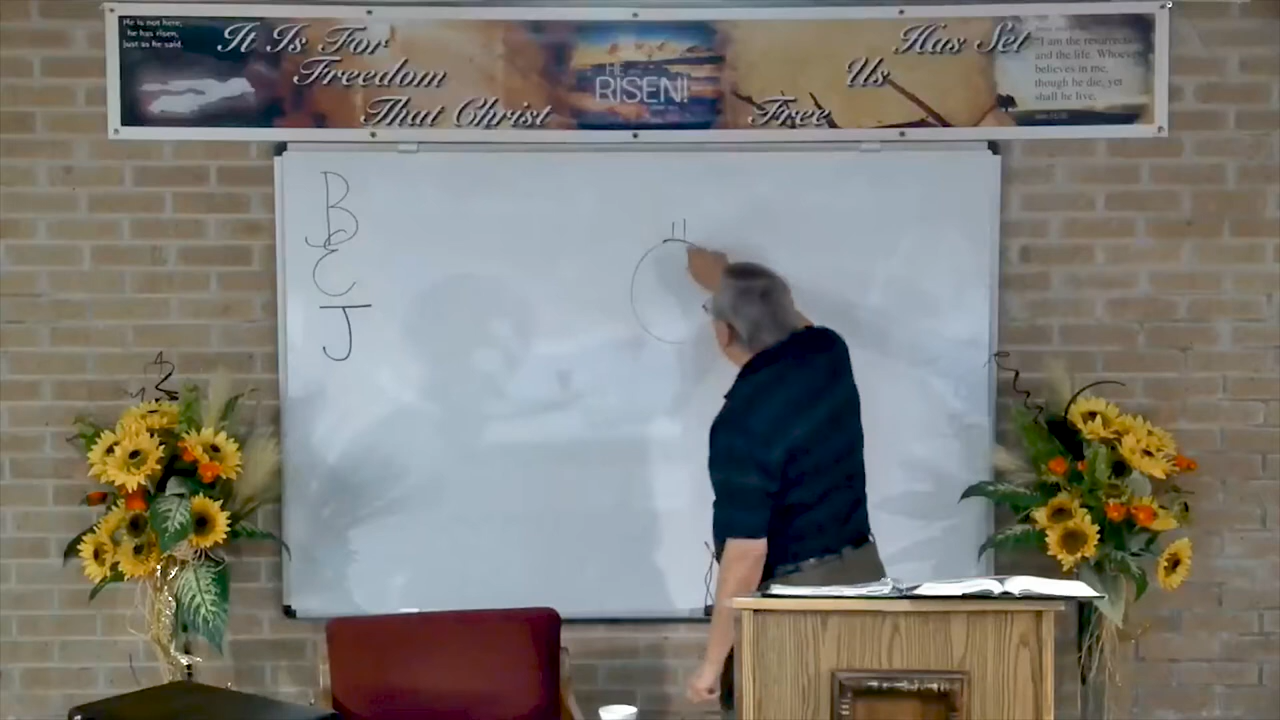 He is not here;
he has risen,
just as he said.
It Is For
Freedom
That Christ
HE
RISEN!
Has Set
Us
Free
"I am the resurrection
and the life. Whoever
believes in me,
though he die, yet
shall he live.
B
C
J